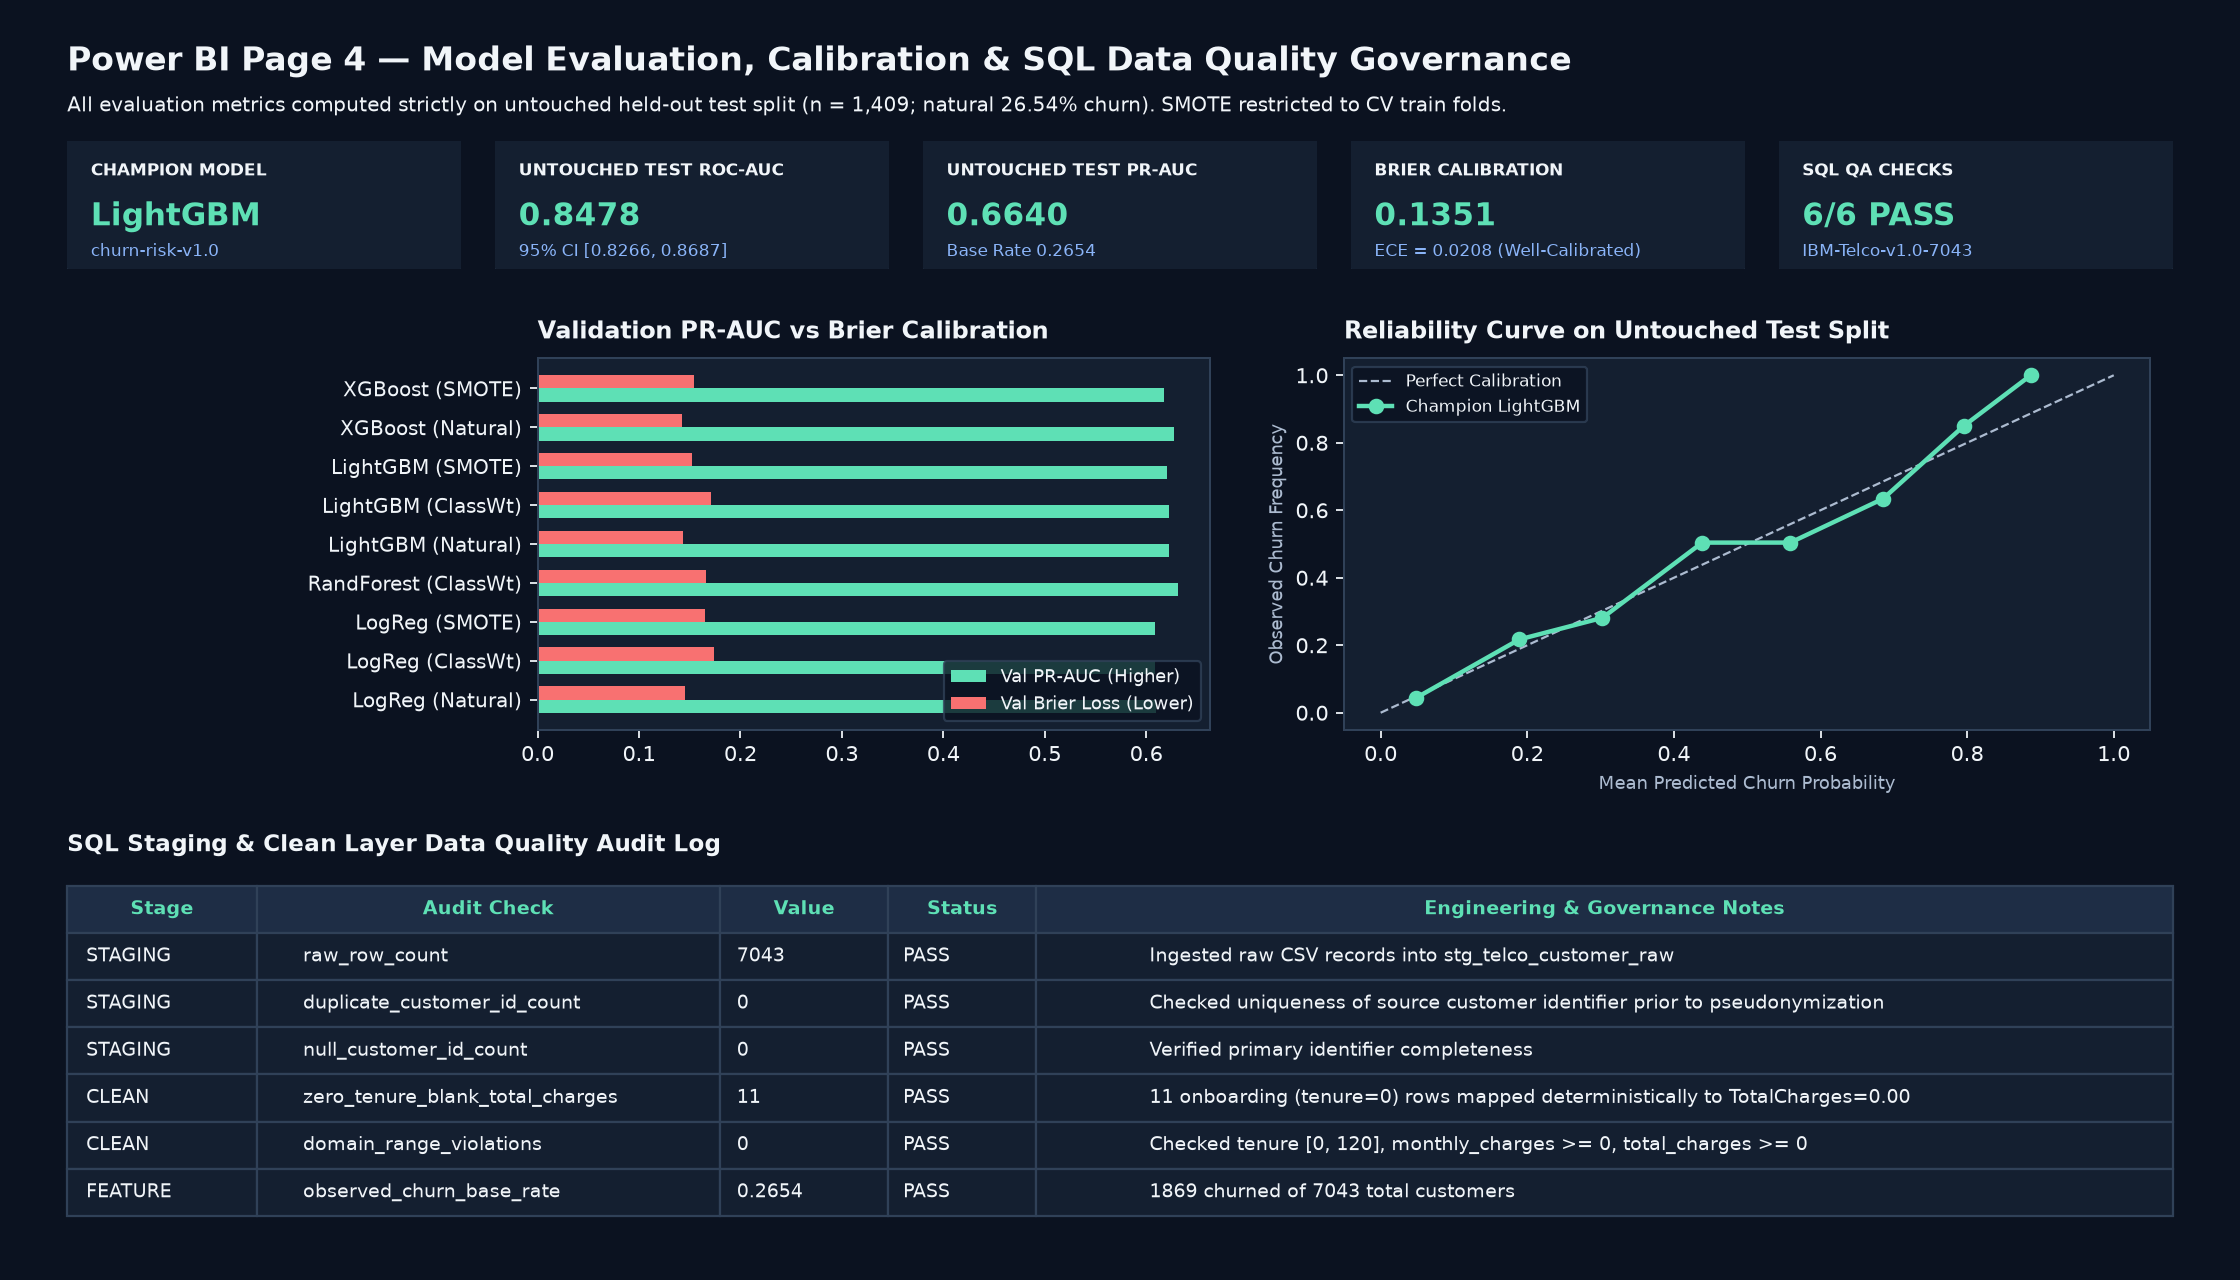 Power BI Page 4 — Model Evaluation, Calibration & SQL Data Quality Governance
All evaluation metrics computed strictly on untouched held-out test split (n = 1,409; natural 26.54% churn). SMOTE restricted to CV train folds.
CHAMPION MODEL
LightGBM
churn-risk-v1.0
UNTOUCHED TEST ROC-AUC
0.8478
95% CI [0.8266, 0.8687]
UNTOUCHED TEST PR-AUC
0.6640
Base Rate 0.2654
BRIER CALIBRATION
0.1351
ECE = 0.0208 (Well-Calibrated)
SQL QA CHECKS
6/6 PASS
IBM-Telco-v1.0-7043
Validation PR-AUC vs Brier Calibration
XGBoost (SMOTE)
XGBoost (Natural)
LightGBM (SMOTE)
LightGBM (ClassWt)
LightGBM (Natural)
RandForest (ClassWt)
LogReg (SMOTE)
LogReg (ClassWt)
LogReg (Natural)
Val PR-AUC (Higher)
Val Brier Loss (Lower)
0.0 0.1 0.2 0.3 0.4 0.5 0.6
Reliability Curve on Untouched Test Split
Perfect Calibration
Champion LightGBM
Observed Churn Frequency
1.0
0.8
0.6
0.4
0.2
0.0
0.0 0.2 0.4 0.6 0.8 1.0
Mean Predicted Churn Probability
SQL Staging & Clean Layer Data Quality Audit Log
Stage Audit Check Value Status Engineering & Governance Notes
STAGING raw_row_count 7043 PASS Ingested raw CSV records into stg_telco_customer_raw
STAGING duplicate_customer_id_count 0 PASS Checked uniqueness of source customer identifier prior to pseudonymization
STAGING null_customer_id_count 0 PASS Verified primary identifier completeness
CLEAN zero_tenure_blank_total_charges 11 PASS 11 onboarding (tenure=0) rows mapped deterministically to TotalCharges=0.00
CLEAN domain_range_violations 0 PASS Checked tenure [0, 120], monthly_charges >= 0, total_charges >= 0
FEATURE observed_churn_base_rate 0.2654 PASS 1869 churned of 7043 total customers